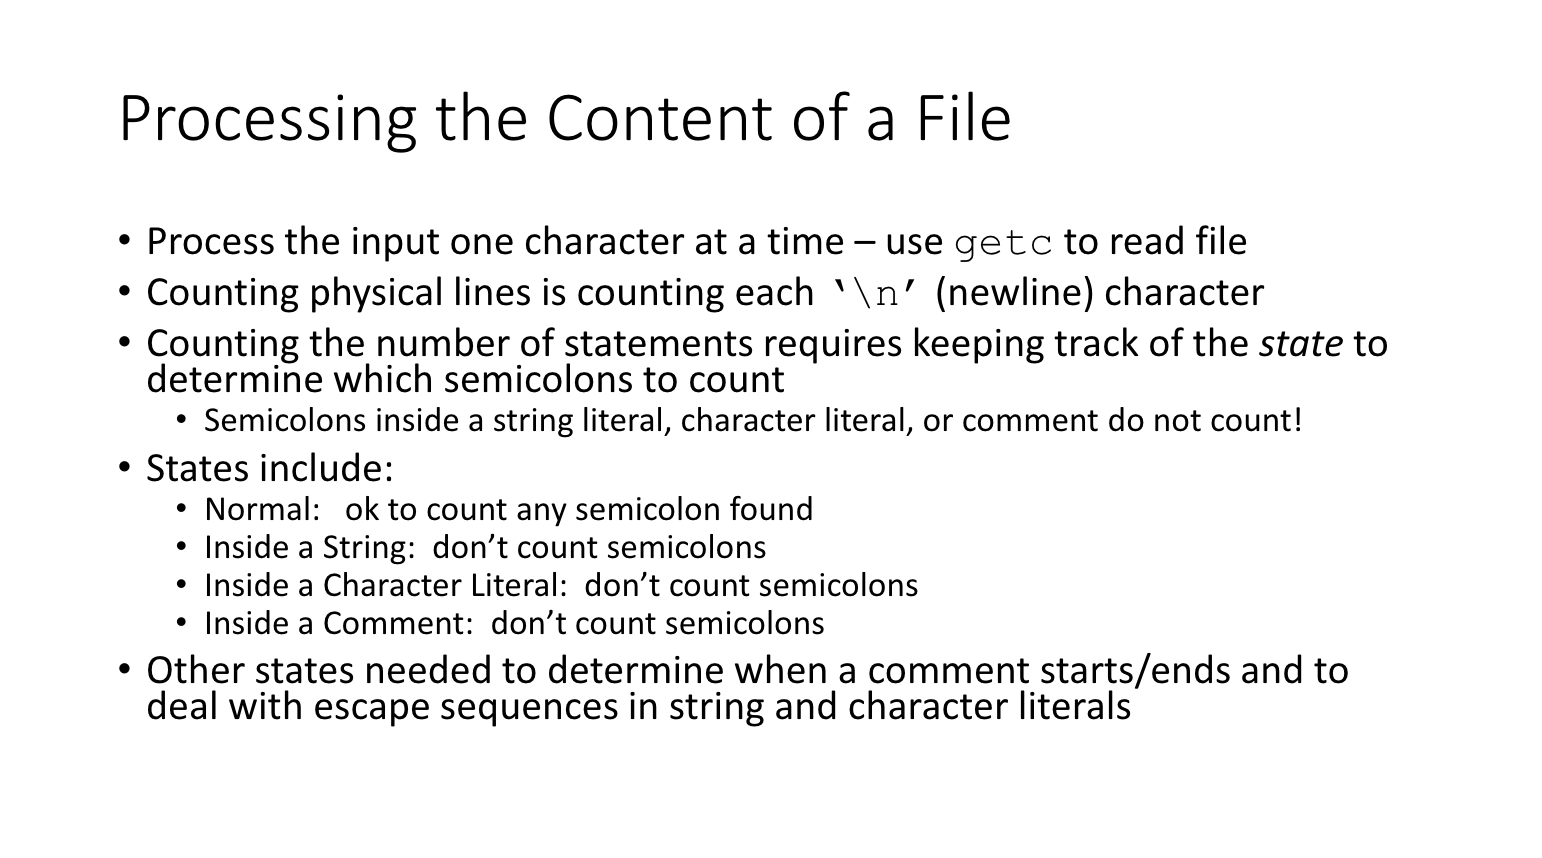 Processing the Content of a File
• Process the input one character at a time – use getc to read file
• Counting physical lines is counting each ‘\n’ (newline) character
• Counting the number of statements requires keeping track of the state to
determine which semicolons to count
• Semicolons inside a string literal, character literal, or comment do not count!
• States include:
• Normal:   ok to count any semicolon found
• Inside a String:  don’t count semicolons
• Inside a Character Literal:  don’t count semicolons
• Inside a Comment:  don’t count semicolons
• Other states needed to determine when a comment starts/ends and to
deal with escape sequences in string and character literals